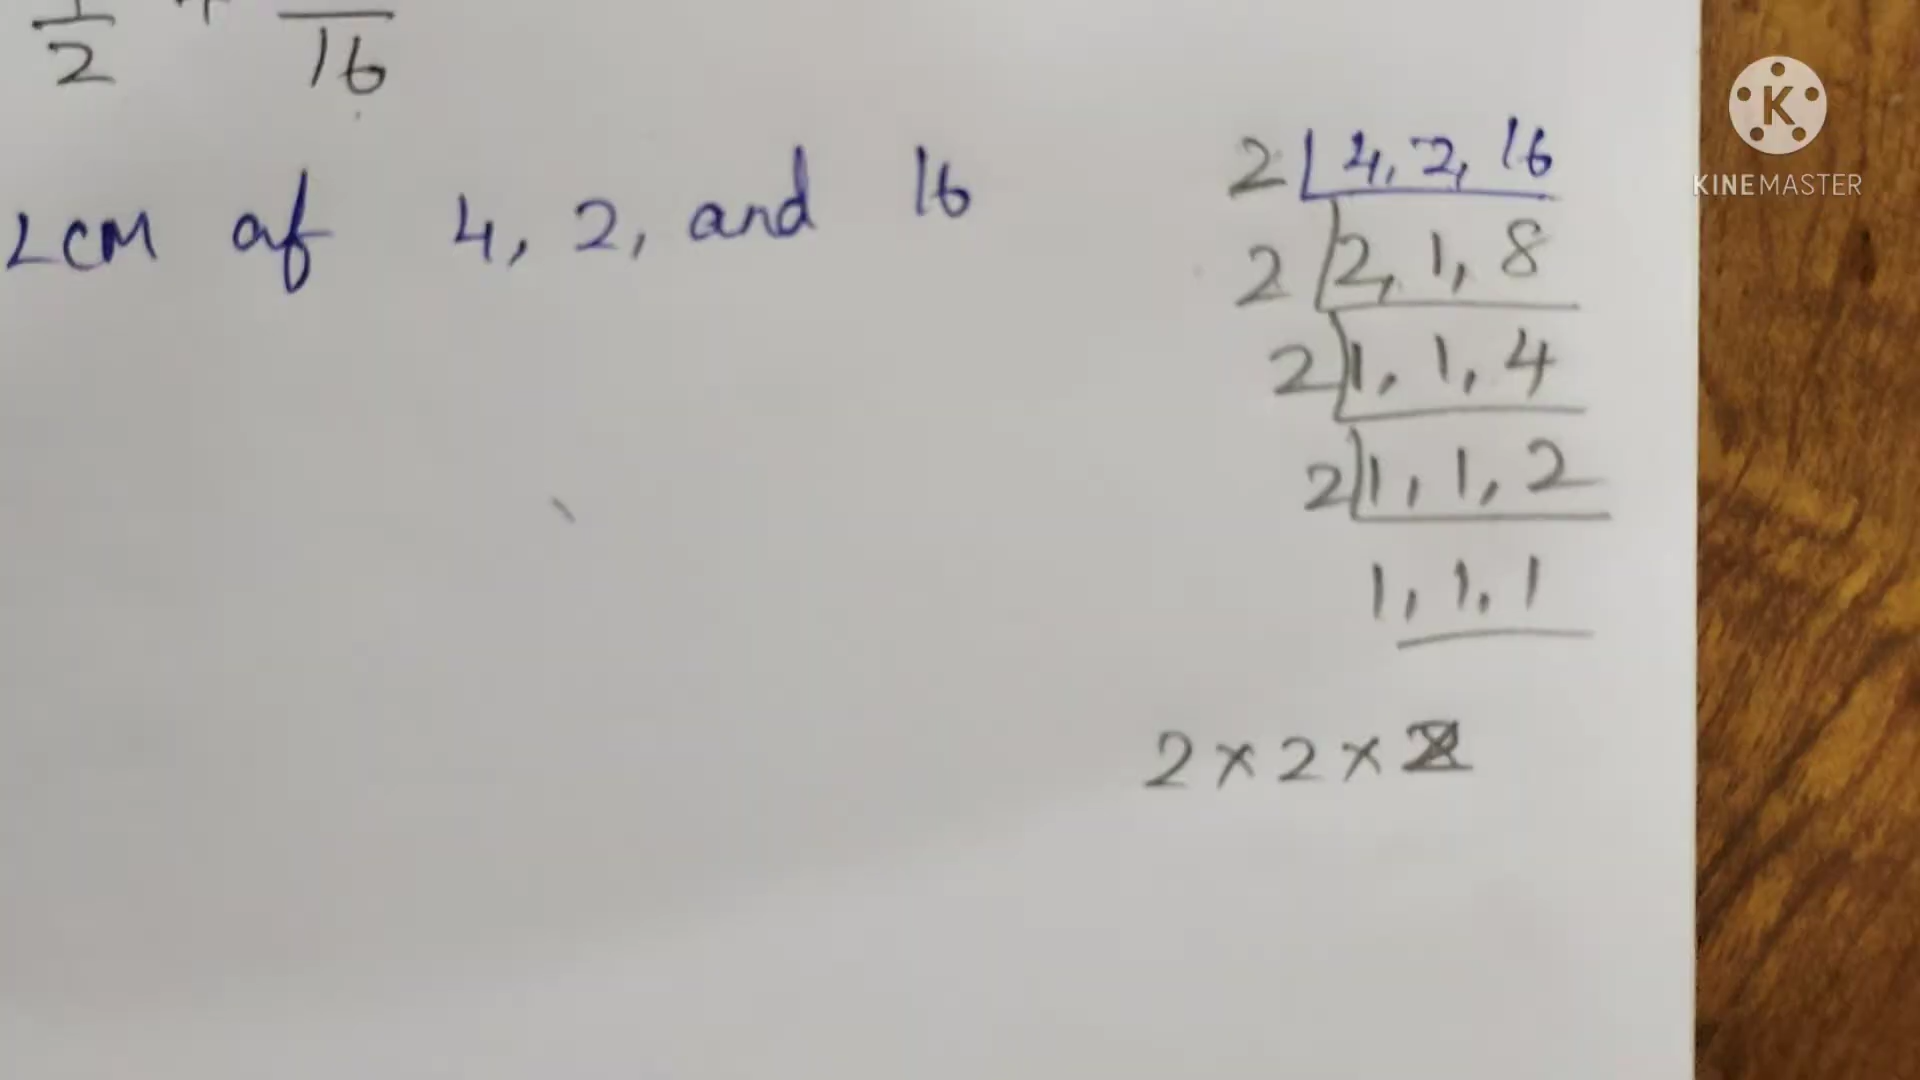 1/2 + /16
LCM of 4, 2, and 16
2 | 4, 2, 16
2 | 2, 1, 8
2 | 1, 1, 4
2 | 1, 1, 2
1, 1, 1
2 × 2 × 2
K
KINEMASTER